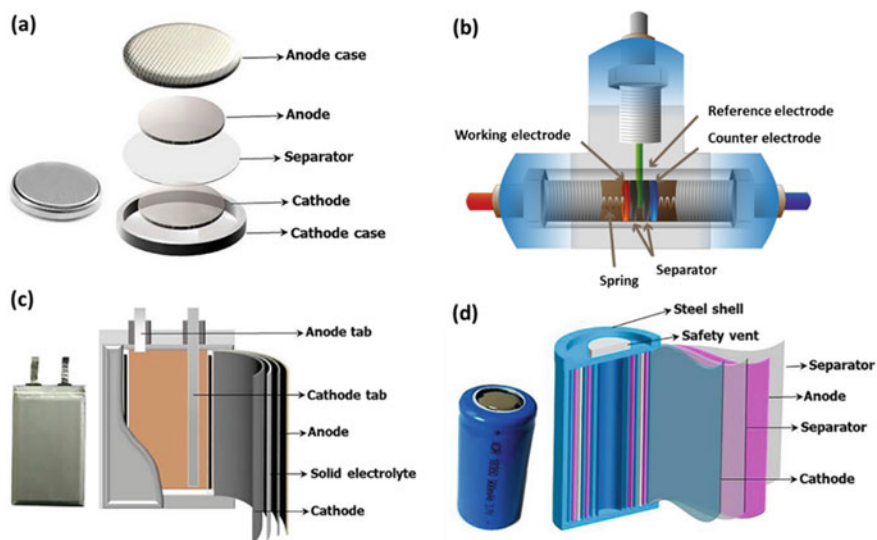 (a)
Anode case
Anode
Separator
Cathode
Cathode case
(b)
Reference electrode
Working electrode
Counter electrode
Spring
Separator
(c)
Anode tab
Cathode tab
Anode
Solid electrolyte
Cathode
(d)
Steel shell
Safety vent
Separator
Anode
Separator
Cathode